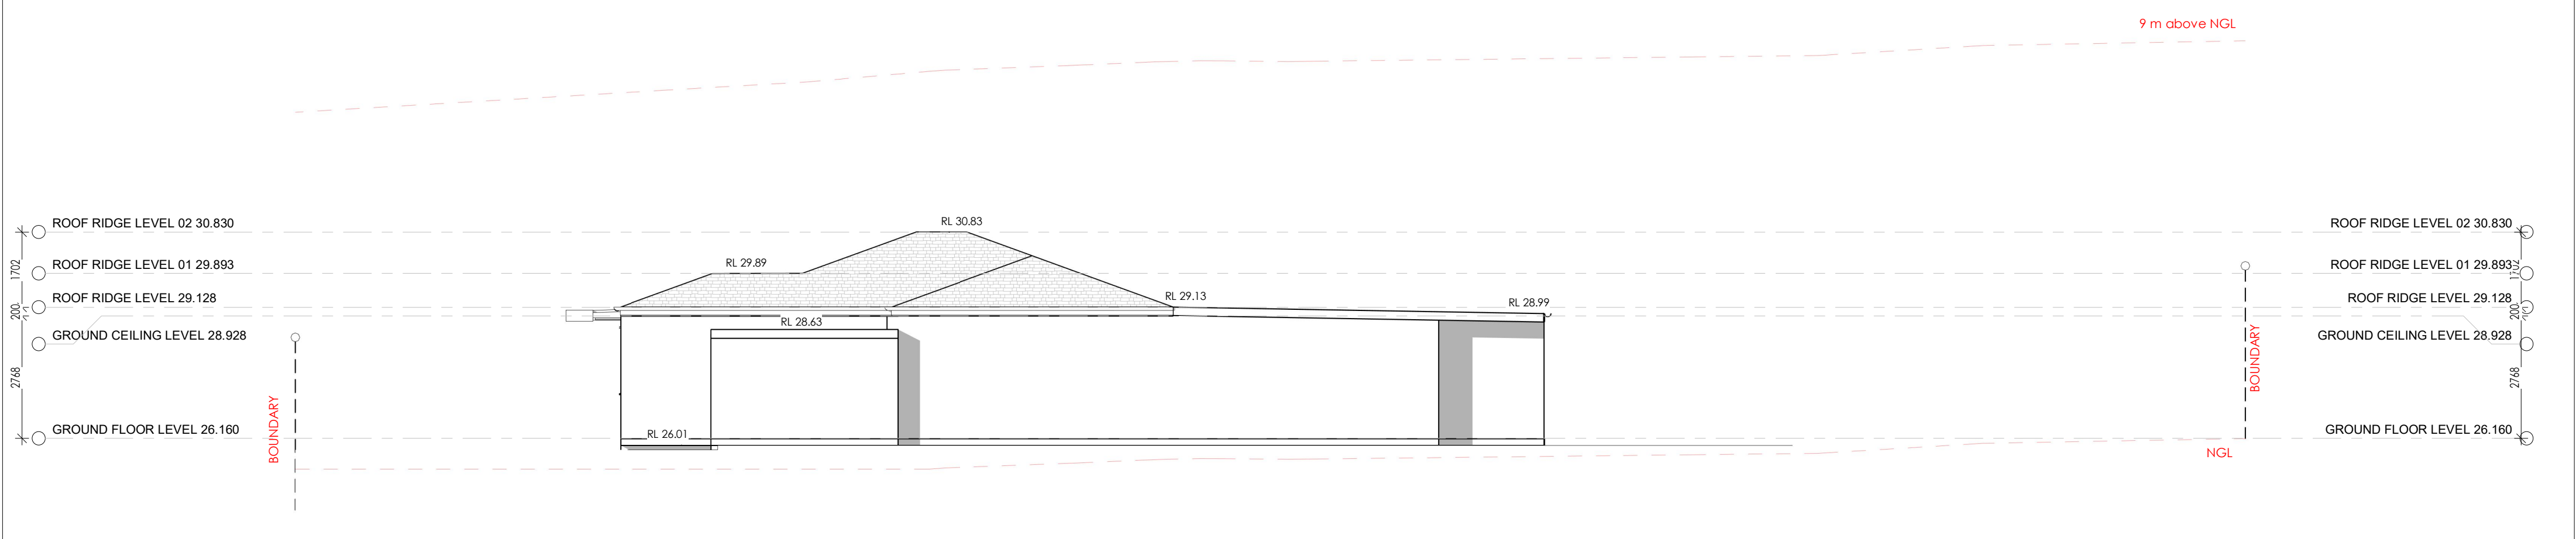 9 m above NGL
ROOF RIDGE LEVEL 02 30.830
RL 30.83
ROOF RIDGE LEVEL 02 30.830
1702
ROOF RIDGE LEVEL 01 29.893
RL 29.89
ROOF RIDGE LEVEL 01 29.893
1702
ROOF RIDGE LEVEL 29.128
RL 29.13
RL 28.99
ROOF RIDGE LEVEL 29.128
200
RL 28.63
200
GROUND CEILING LEVEL 28.928
GROUND CEILING LEVEL 28.928
2768
BOUNDARY
BOUNDARY
2768
GROUND FLOOR LEVEL 26.160
RL 26.01
GROUND FLOOR LEVEL 26.160
NGL